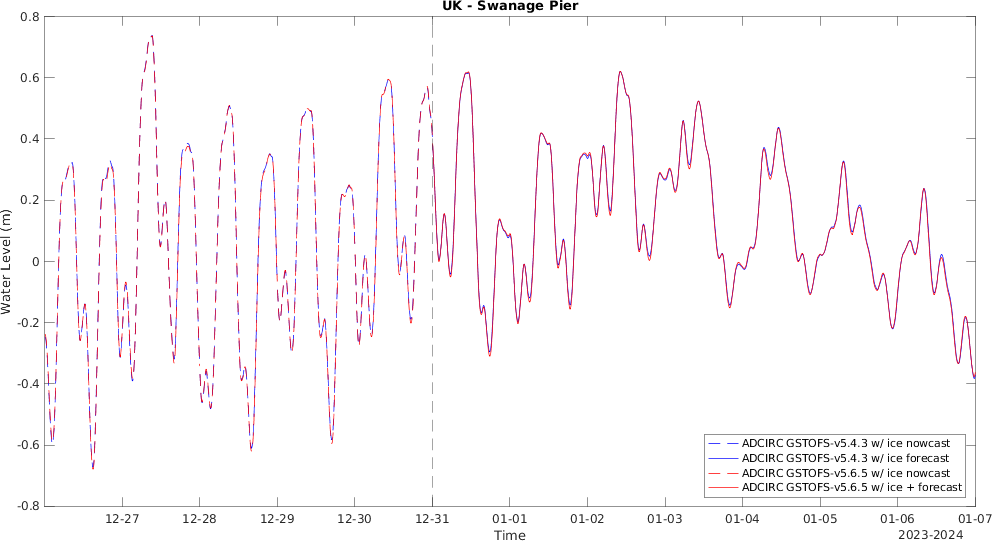 UK - Swanage Pier
Water Level (m)
0.8
0.6
0.4
0.2
0
-0.2
-0.4
-0.6
-0.8
12-27 12-28 12-29 12-30 12-31 01-01 01-02 01-03 01-04 01-05 01-06 01-07
Time
2023-2024
ADCIRC GSTOFS-v5.4.3 w/ ice nowcast
ADCIRC GSTOFS-v5.4.3 w/ ice forecast
ADCIRC GSTOFS-v5.6.5 w/ ice nowcast
ADCIRC GSTOFS-v5.6.5 w/ ice + forecast